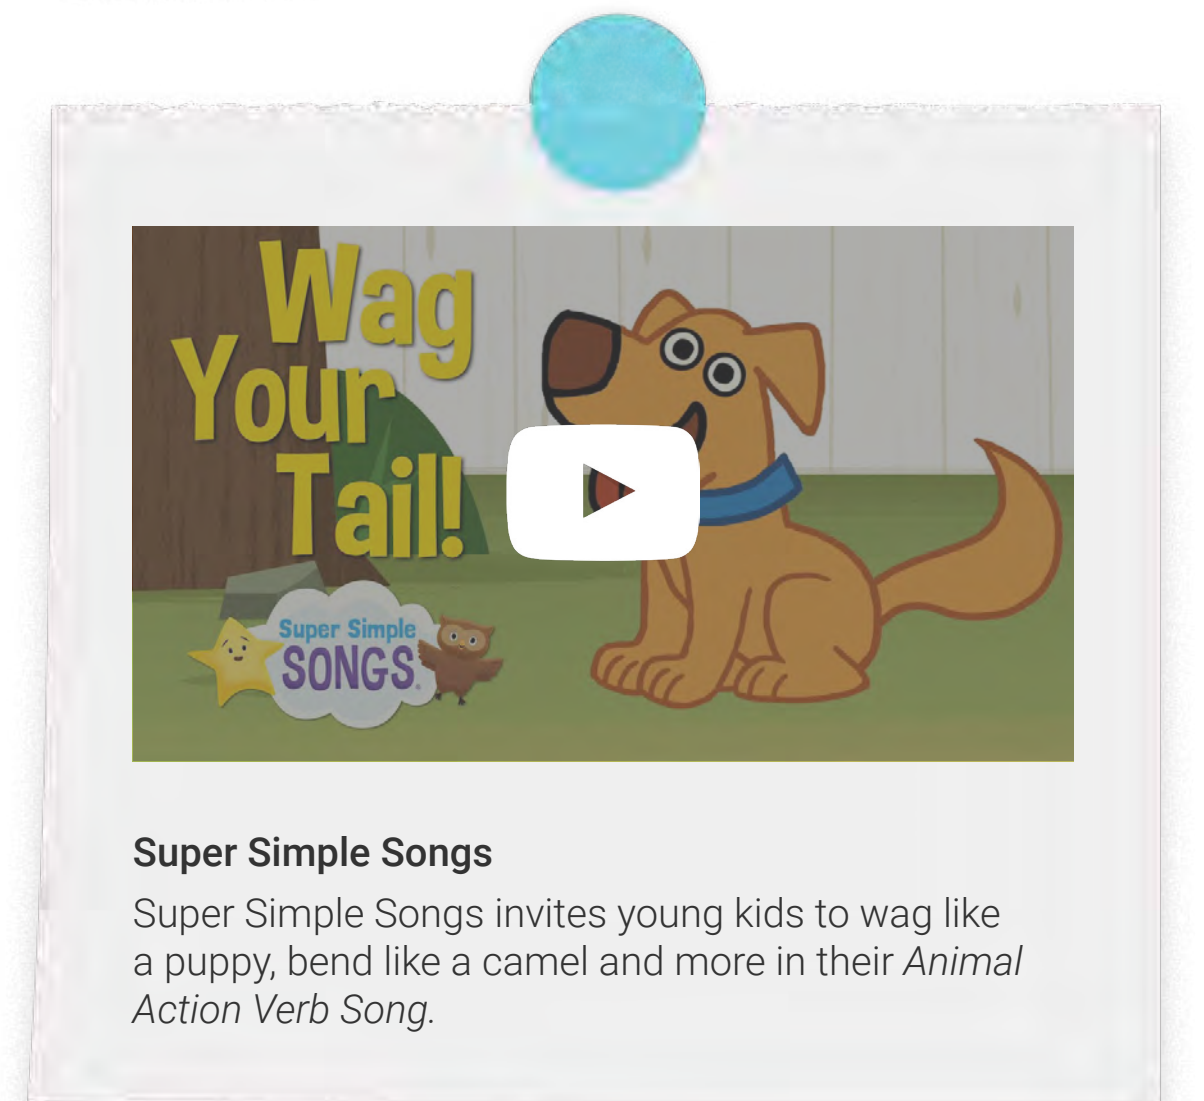 Wag
Your
Tail!
Super Simple
SONGS®
Super Simple Songs
Super Simple Songs invites young kids to wag like
a puppy, bend like a camel and more in their Animal
Action Verb Song.